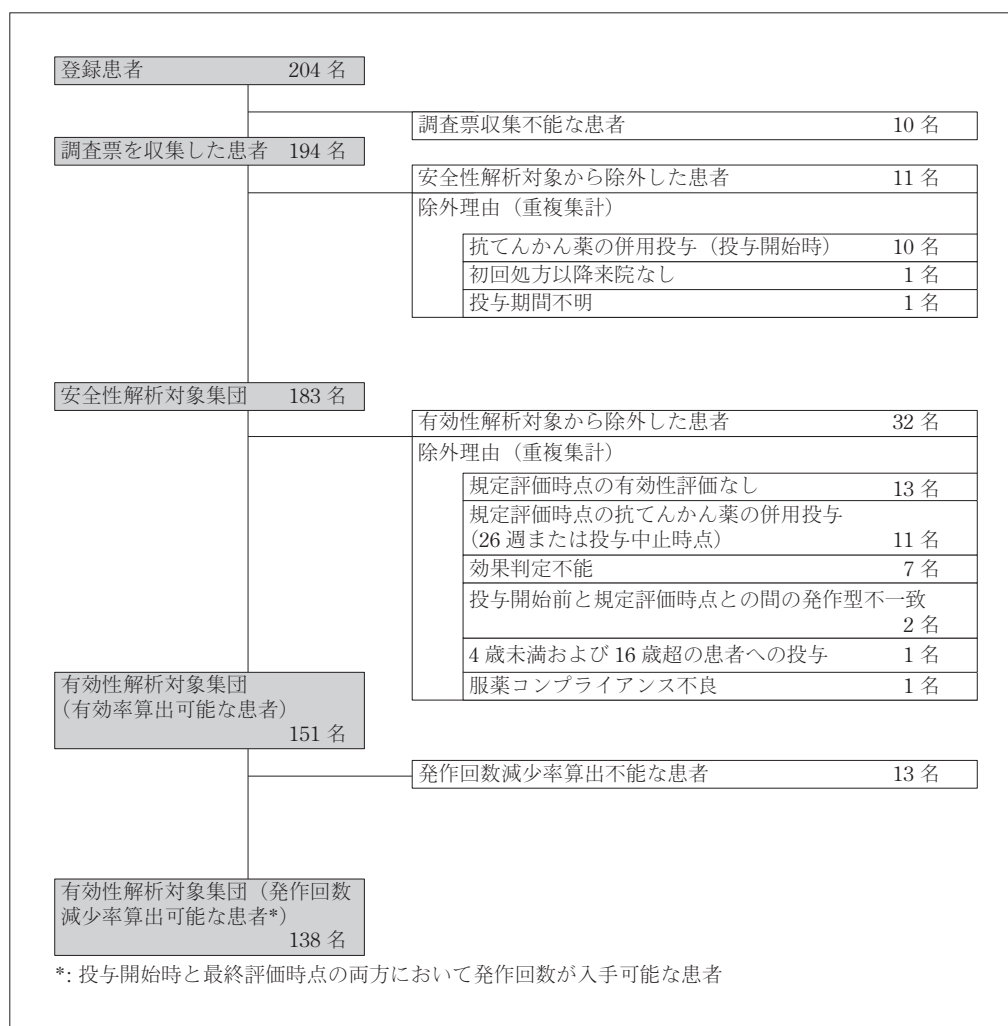 登録患者 204 名
調査票収集不能な患者 10 名
調査票を収集した患者 194 名
安全性解析対象から除外した患者 11 名
除外理由（重複集計）
抗てんかん薬の併用投与（投与開始時） 10 名
初回処方以降来院なし 1 名
投与期間不明 1 名
安全性解析対象集団 183 名
有効性解析対象から除外した患者 32 名
除外理由（重複集計）
規定評価時点の有効性評価なし 13 名
規定評価時点の抗てんかん薬の併用投与
(26 週または投与中止時点) 11 名
効果判定不能 7 名
投与開始前と規定評価時点との間の発作型不一致
2 名
4 歳未満および 16 歳超の患者への投与 1 名
服薬コンプライアンス不良 1 名
有効性解析対象集団
（有効率算出可能な患者）
151 名
発作回数減少率算出不能な患者 13 名
有効性解析対象集団（発作回数
減少率算出可能な患者*）
138 名
*: 投与開始時と最終評価時点の両方において発作回数が入手可能な患者